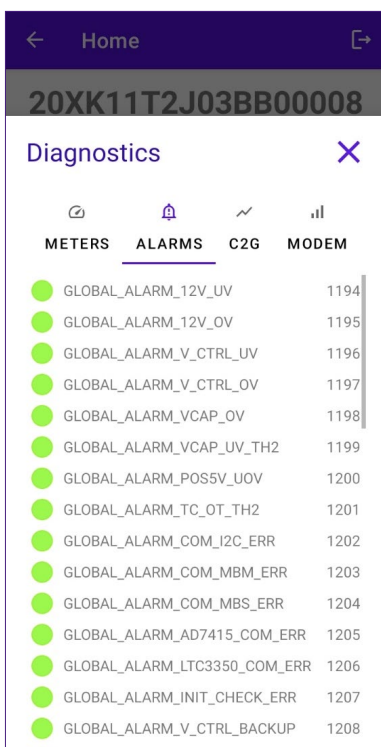 Home
20XK11T2J03BB00008
Diagnostics
METERS ALARMS C2G MODEM
GLOBAL_ALARM_12V_UV 1194
GLOBAL_ALARM_12V_OV 1195
GLOBAL_ALARM_V_CTRL_UV 1196
GLOBAL_ALARM_V_CTRL_OV 1197
GLOBAL_ALARM_VCAP_OV 1198
GLOBAL_ALARM_VCAP_UV_TH2 1199
GLOBAL_ALARM_POS5V_UOV 1200
GLOBAL_ALARM_TC_OT_TH2 1201
GLOBAL_ALARM_COM_I2C_ERR 1202
GLOBAL_ALARM_COM_MBM_ERR 1203
GLOBAL_ALARM_COM_MBS_ERR 1204
GLOBAL_ALARM_AD7415_COM_ERR 1205
GLOBAL_ALARM_LTC3350_COM_ERR 1206
GLOBAL_ALARM_INIT_CHECK_ERR 1207
GLOBAL_ALARM_V_CTRL_BACKUP 1208